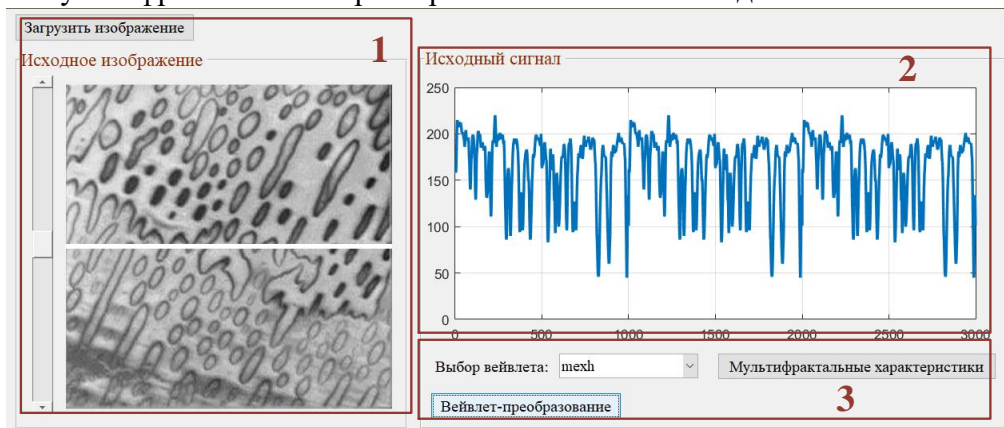 Загрузить изображение
1
Исходное изображение
Исходный сигнал
2
250
200
150
100
50
0
0 500 1000 1500 2000 2500 3000
Выбор вейвлета: mexh
Мультифрактальные характеристики
Вейвлет-преобразование
3